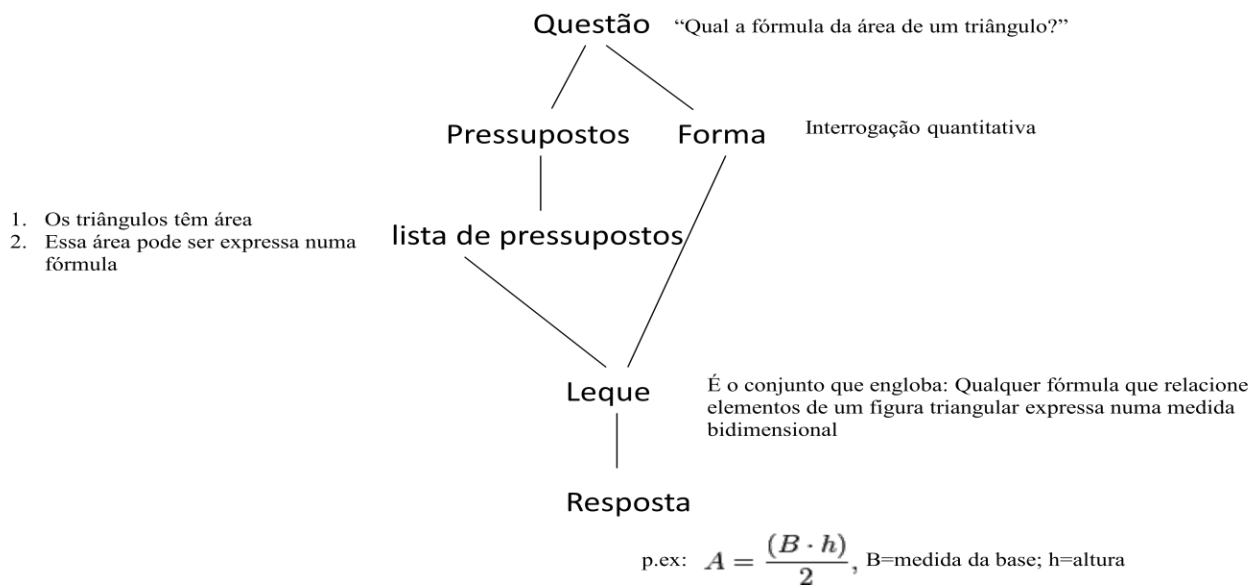 Questão “Qual a fórmula da área de um triângulo?”
Pressupostos Forma Interrogação quantitativa
1. Os triângulos têm área
2. Essa área pode ser expressa numa
fórmula
lista de pressupostos
Leque
É o conjunto que engloba: Qualquer fórmula que relacione
elementos de um figura triangular expressa numa medida
bidimensional
Resposta
p.ex: A = (B · h) / 2, B=medida da base; h=altura